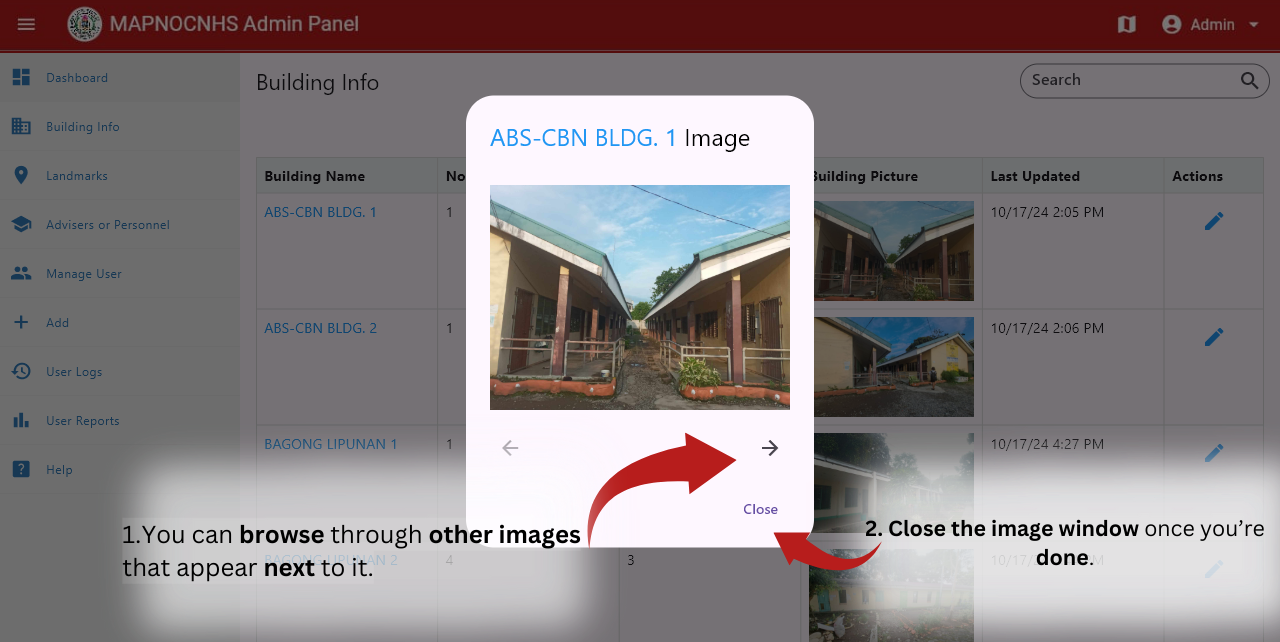 MAPNOCNHS Admin Panel
Admin
Dashboard
Building Info
Landmarks
Advisers or Personnel
Manage User
Add
User Logs
User Reports
Help
Building Info
Search
Building Name
No
Building Picture
Last Updated
Actions
ABS-CBN BLDG. 1
1
10/17/24 2:05 PM
ABS-CBN BLDG. 2
1
10/17/24 2:06 PM
BAGONG LIPUNAN 1
1
10/17/24 4:27 PM
BAGONG LIPUNAN 2
4
3
ABS-CBN BLDG. 1 Image
Close
1.You can browse through other images
that appear next to it.
2. Close the image window once you’re
done.